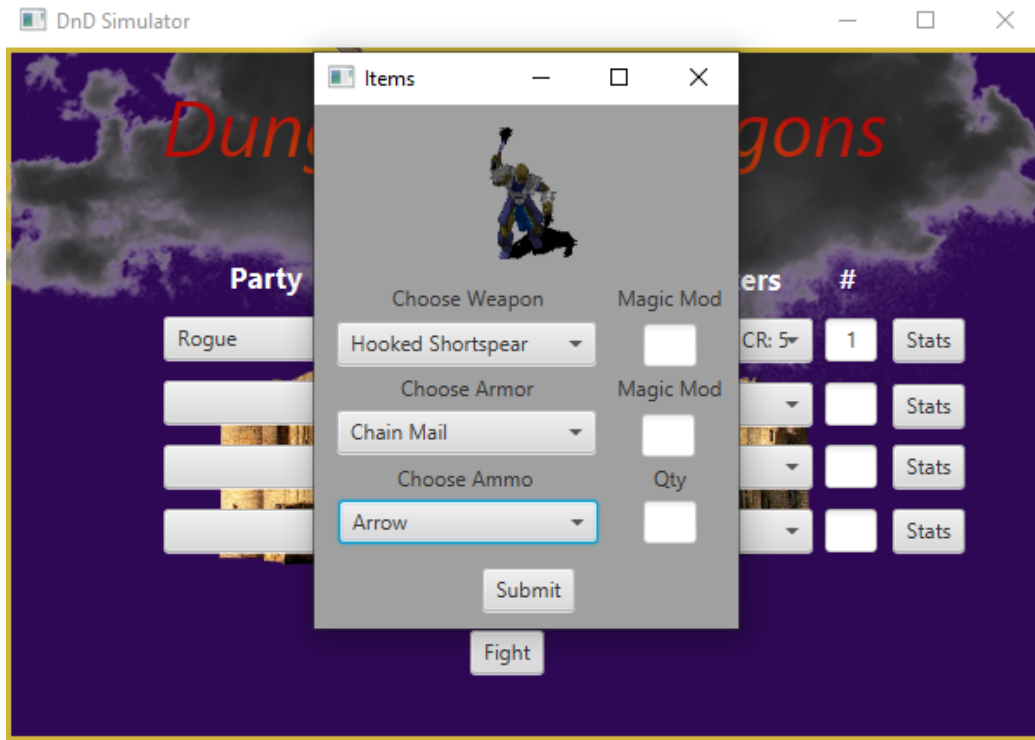 DnD Simulator
Items
Dung gons
Party ers #
Choose Weapon Magic Mod
Rogue Hooked Shortspear CR: 5 1 Stats
Choose Armor Magic Mod
Chain Mail Stats
Choose Ammo Qty
Stats
Arrow Stats
Submit
Fight